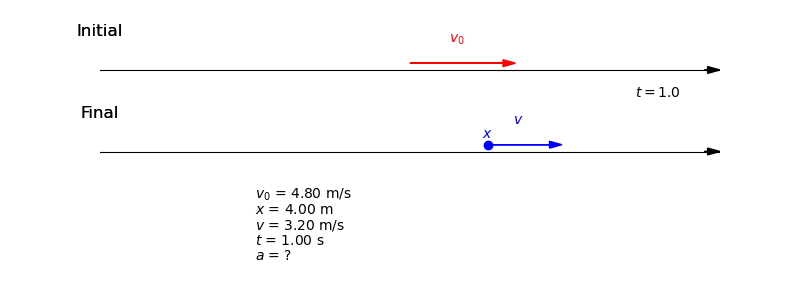 Initial
v₀
t = 1.0
Final
v
x
v₀ = 4.80 m/s
x = 4.00 m
v = 3.20 m/s
t = 1.00 s
a = ?